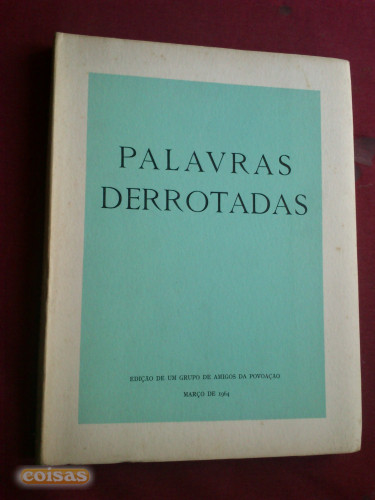 PALAVRAS
DERROTADAS
EDIÇÃO DE UM GRUPO DE AMIGOS DA POVOAÇÃO
MARÇO DE 1964
coisas